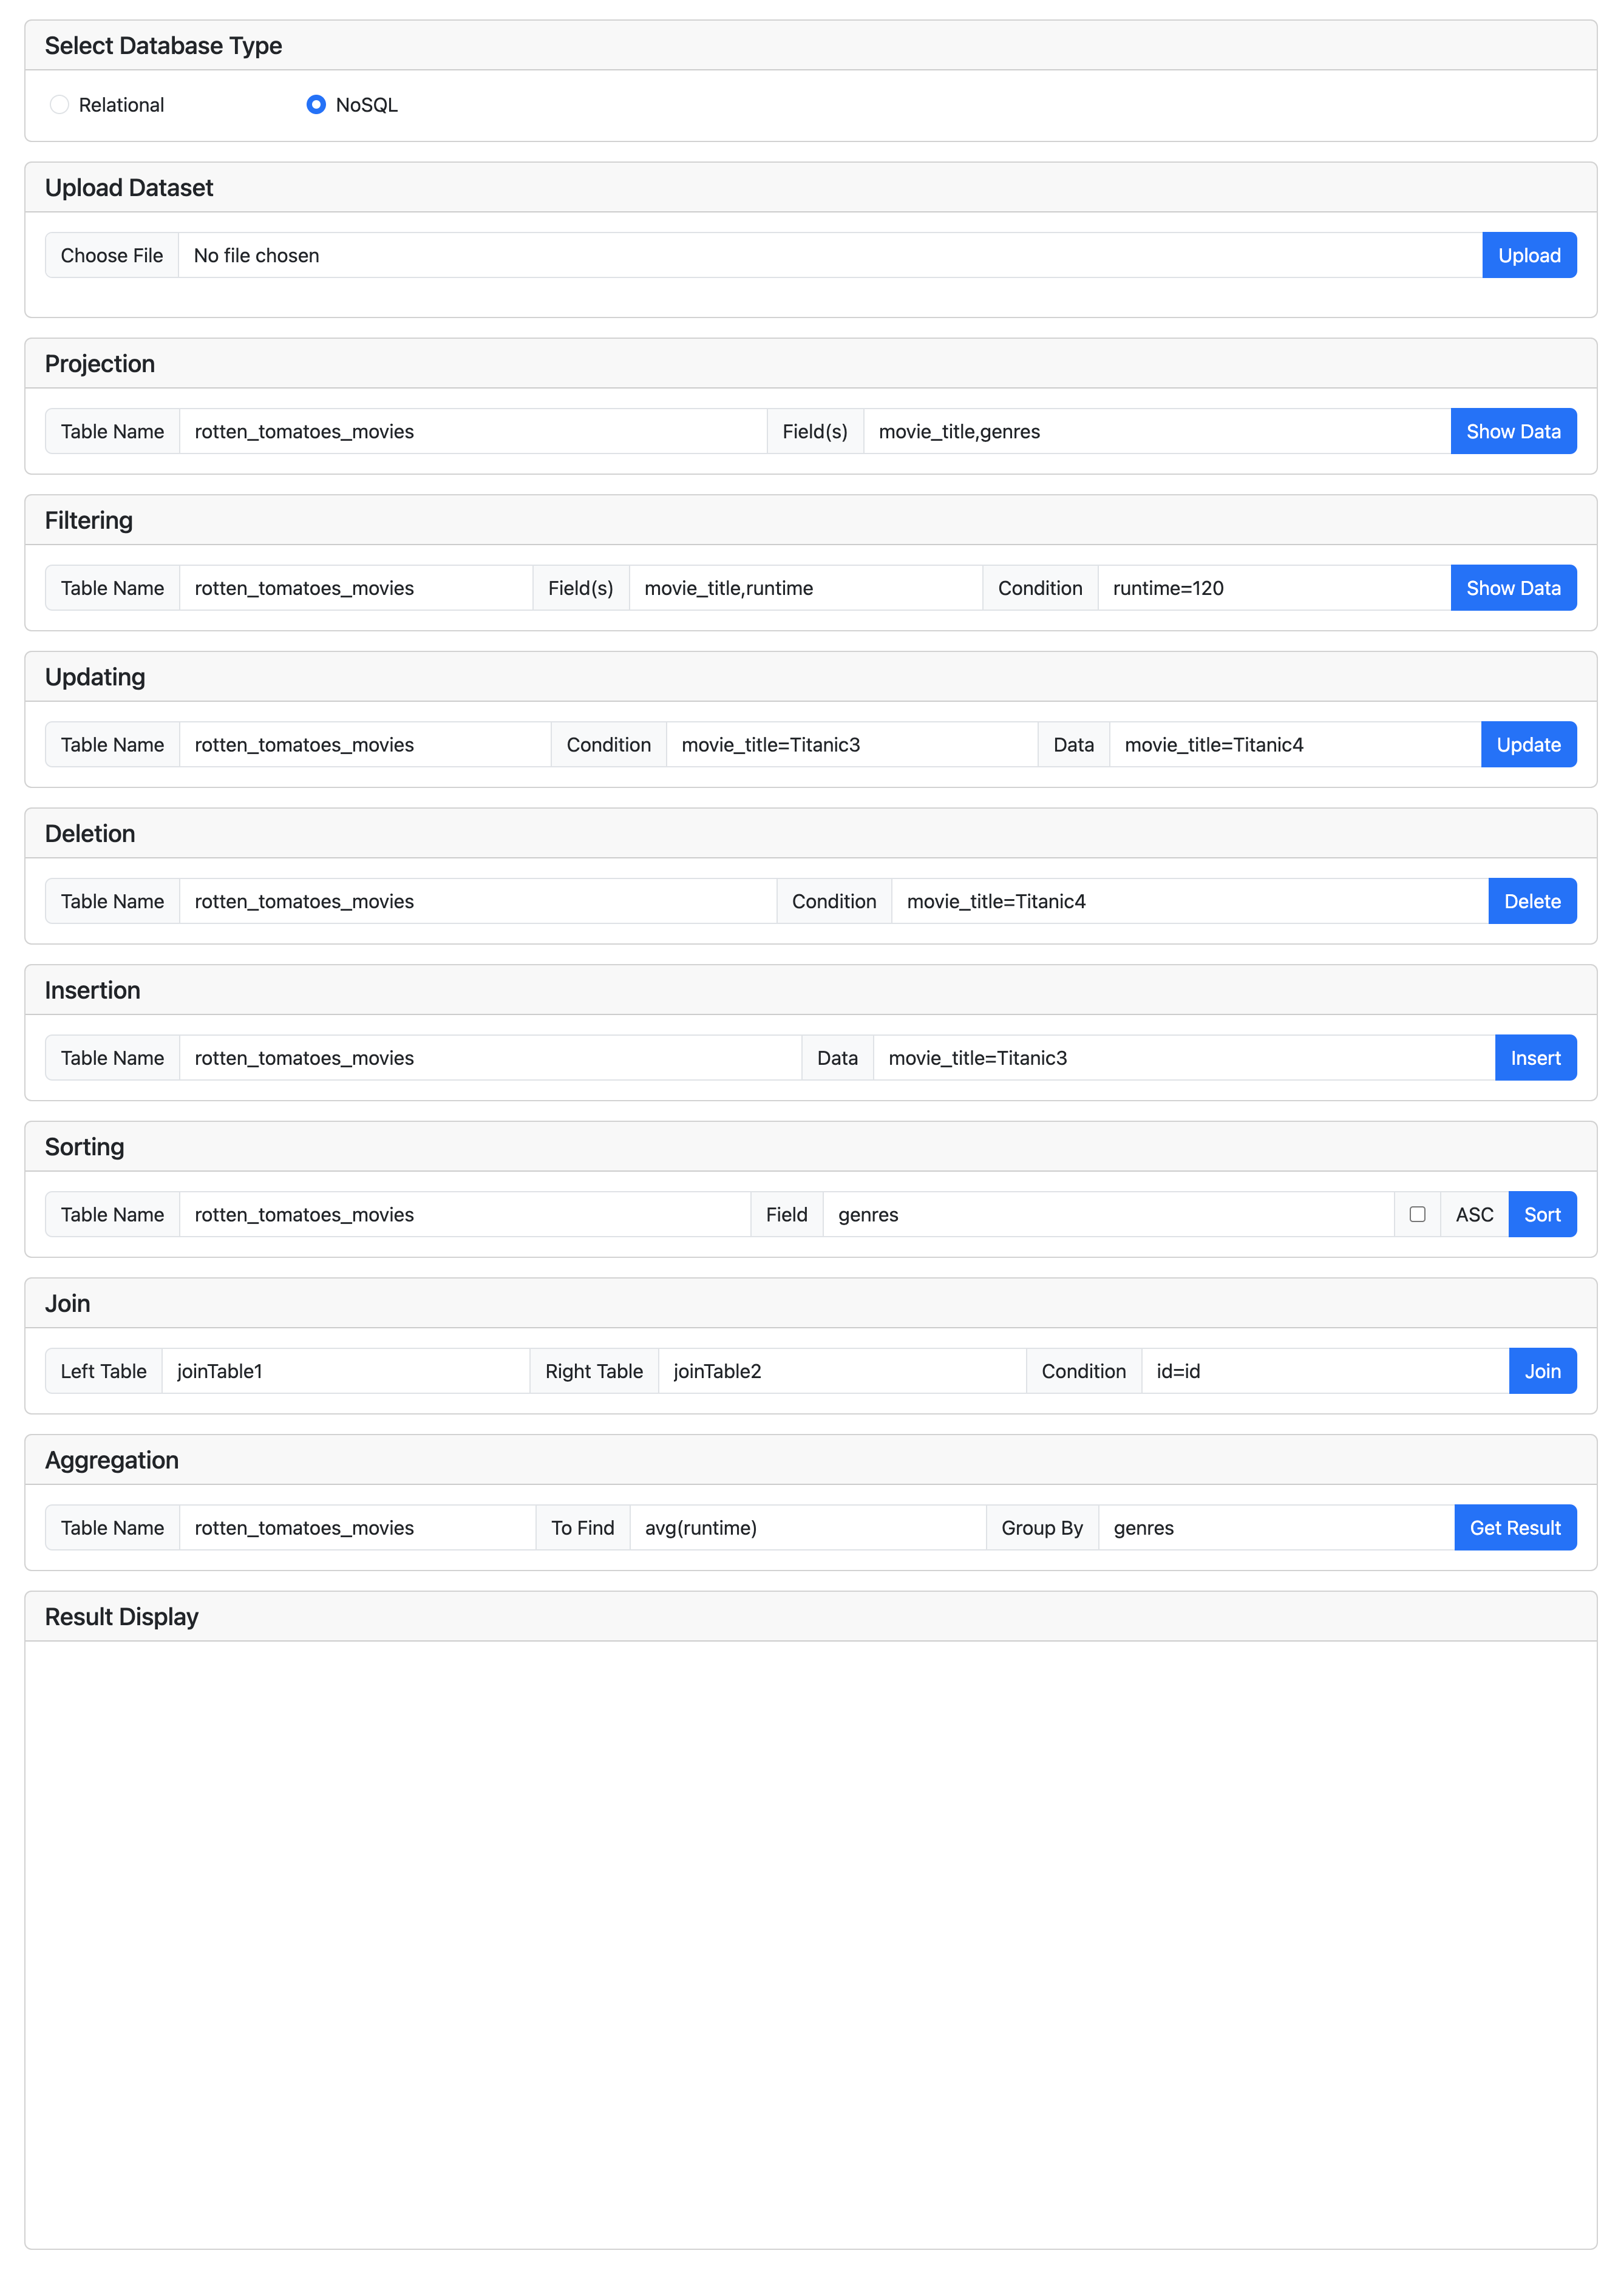 Select Database Type
Relational NoSQL
Upload Dataset
Choose File No file chosen Upload
Projection
Table Name rotten_tomatoes_movies Field(s) movie_title,genres Show Data
Filtering
Table Name rotten_tomatoes_movies Field(s) movie_title,runtime Condition runtime=120 Show Data
Updating
Table Name rotten_tomatoes_movies Condition movie_title=Titanic3 Data movie_title=Titanic4 Update
Deletion
Table Name rotten_tomatoes_movies Condition movie_title=Titanic4 Delete
Insertion
Table Name rotten_tomatoes_movies Data movie_title=Titanic3 Insert
Sorting
Table Name rotten_tomatoes_movies Field genres ASC Sort
Join
Left Table joinTable1 Right Table joinTable2 Condition id=id Join
Aggregation
Table Name rotten_tomatoes_movies To Find avg(runtime) Group By genres Get Result
Result Display